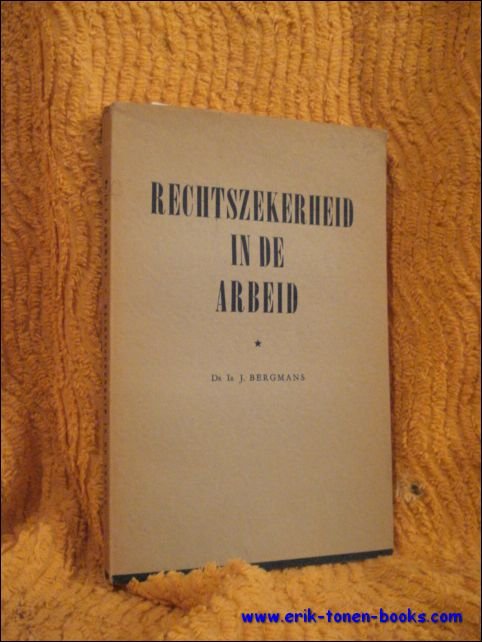 RECHTSZEKERHEID
IN DE
ARBEID
★
Dr Ir J. BERGMANS
www.erik-tonen-books.com